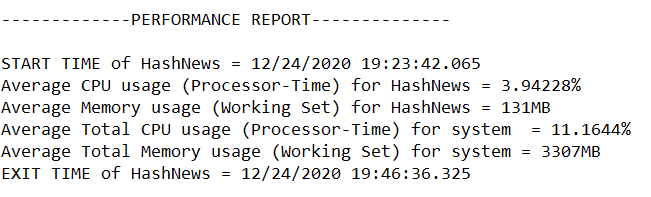 -------------PERFORMANCE REPORT--------------
START TIME of HashNews = 12/24/2020 19:23:42.065
Average CPU usage (Processor-Time) for HashNews = 3.94228%
Average Memory usage (Working Set) for HashNews = 131MB
Average Total CPU usage (Processor-Time) for system  = 11.1644%
Average Total Memory usage (Working Set) for system = 3307MB
EXIT TIME of HashNews = 12/24/2020 19:46:36.325